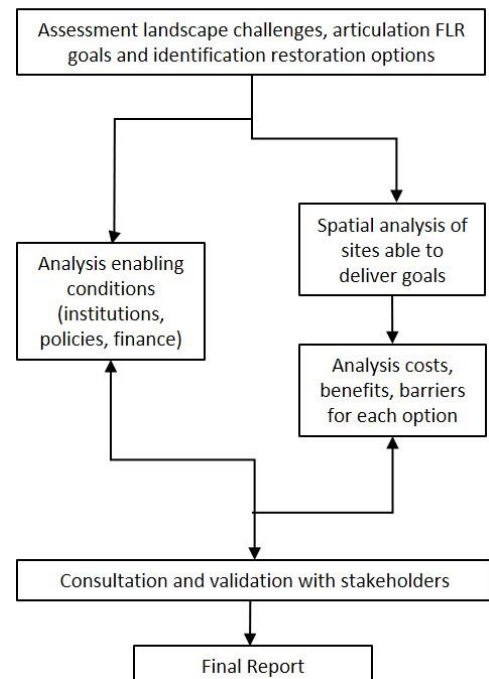 Assessment landscape challenges, articulation FLR
goals and identification restoration options
Analysis enabling
conditions
(institutions,
policies, finance)
Spatial analysis of
sites able to
deliver goals
Analysis costs,
benefits, barriers
for each option
Consultation and validation with stakeholders
Final Report